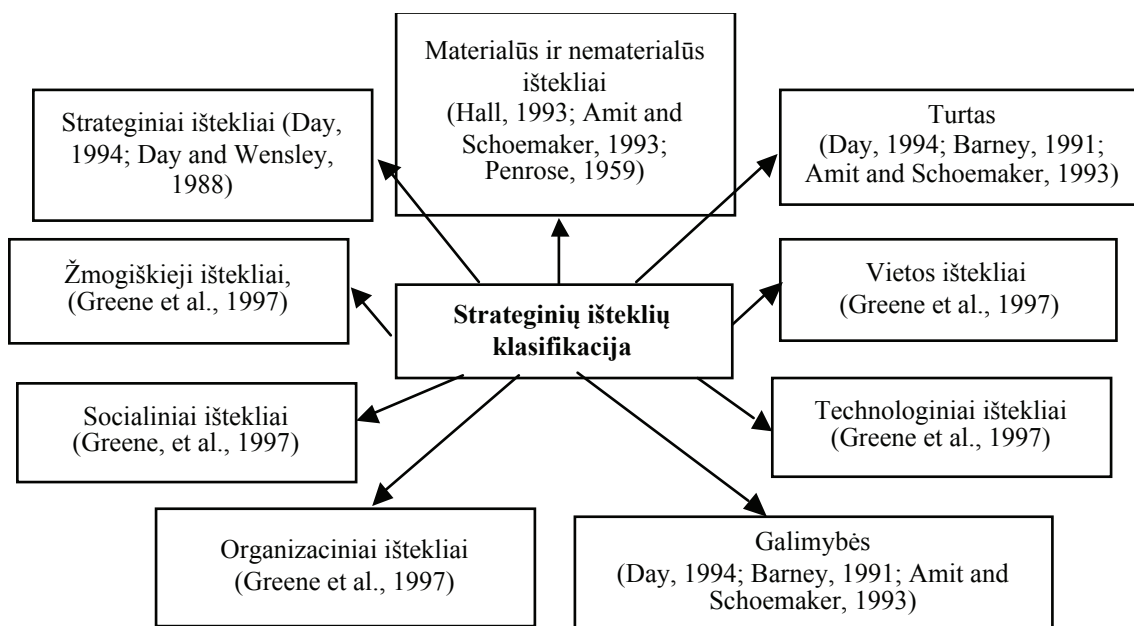 Materialūs ir nematerialūs
ištekliai
(Hall, 1993; Amit and
Schoemaker, 1993;
Penrose, 1959)
Strateginiai ištekliai (Day,
1994; Day and Wensley,
1988)
Turtas
(Day, 1994; Barney, 1991;
Amit and Schoemaker, 1993)
Žmogiškieji ištekliai,
(Greene et al., 1997)
Strateginių išteklių
klasifikacija
Vietos ištekliai
(Greene et al., 1997)
Socialiniai ištekliai
(Greene, et al., 1997)
Technologiniai ištekliai
(Greene et al., 1997)
Organizaciniai ištekliai
(Greene et al., 1997)
Galimybės
(Day, 1994; Barney, 1991; Amit and
Schoemaker, 1993)